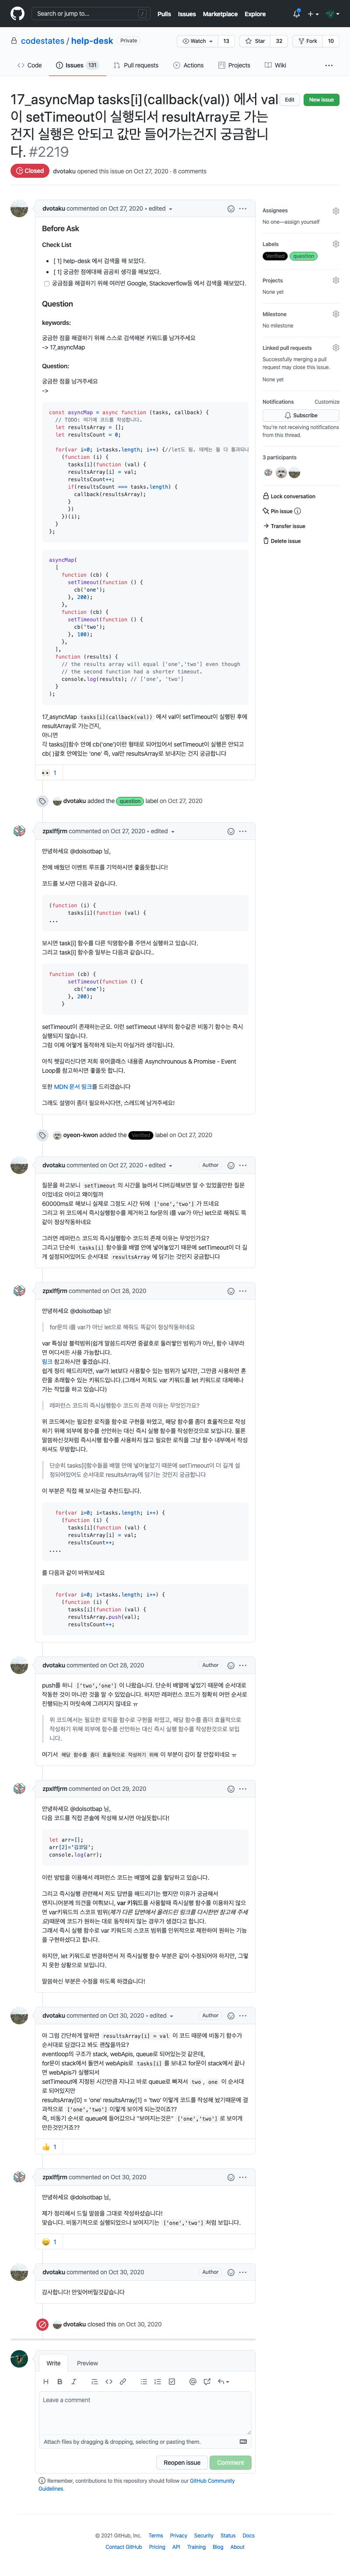 Search or jump to...
/
Pulls Issues Marketplace Explore
codestates / help-desk Private
Watch 13 Star 32 Fork 10
Code Issues 131 Pull requests Actions Projects Wiki
17_asyncMap tasks[i](callback(val)) 에서 val
이 setTimeout이 실행되서 resultArray로 가는
건지 실행은 안되고 값만 들어가는건지 궁금합니
다. #2219
Edit New issue
Closed dvotaku opened this issue on Oct 27, 2020 · 8 comments
dvotaku commented on Oct 27, 2020 • edited
Before Ask
Check List
[ 1] help-desk 에서 검색을 해 보았다.
[ 1] 궁금한 점에대해 곰곰히 생각을 해보았다.
궁금점을 해결하기 위해 여러번 Google, Stackoverflow등 에서 검색을 해보았다.
Question
keywords:
궁금한 점을 해결하기 위해 스스로 검색해본 키워드를 남겨주세요
-> 17_asyncMap
Question:
궁금한 점을 남겨주세요
->
const asyncMap = async function (tasks, callback) {
// TODO: 여기에 코드를 작성합니다.
let resultsArray = [];
let resultsCount = 0;
for(var i=0; i<tasks.length; i++) {
(function (i) {
tasks[i](function (val) {
resultsArray[i] = val;
resultsCount++;
if(resultsCount === tasks.length) {
callback(resultsArray);
}
})
})(i);
}
};
asyncMap(
[
function (cb) {
setTimeout(function () {
cb('one');
}, 200);
},
function (cb) {
setTimeout(function () {
cb('two');
}, 100);
},
],
function (results) {
// the results array will equal ['one','two'] even though
// the second function had a shorter timeout.
console.log(results); // ['one', 'two']
}
);
17_asyncMap tasks[i](callback(val)) 에서 val이 setTimeout이 실행된 후에
resultArray로 가는건지,
아니면
각 tasks[i]함수 안에 cb('one')이란 형태로 되어있어서 setTimeout이 실행은 안되고
cb( )괄호 안에있는 'one' 즉, val만 resultsArray로 보내지는 건지 궁금합니다
1
dvotaku added the question label on Oct 27, 2020
zpxlffjrm commented on Oct 27, 2020 • edited
안녕하세요 @dolsotbap 님,
전에 배웠던 이벤트 루프를 기억하시면 좋을듯합니다!
코드를 보시면 다음과 같습니다.
(function (i) {
tasks[i](function (val) {
...
보시면 task[i] 함수를 다른 익명함수를 주면서 실행하고 있습니다.
그리고 task[i] 함수중 일부는 다음과 같습니다..
function (cb) {
setTimeout(function () {
cb('one');
}, 200);
}
setTimeout이 존재하는군요. 이런 setTimeout 내부의 함수같은 비동기 함수는 즉시
실행되지 않습니다.
그럼 이제 어떻게 동작하게 되는지 아실거라 생각됩니다.
아직 헷갈리신다면 저희 유어클래스 내용중 Asynchronuous & Promise - Event
Loop를 참고하시면 좋을듯 합니다.
또한 MDN 문서 링크를 드리겠습니다
그래도 설명이 좀더 필요하시다면, 스레드에 남겨주세요!
oyeon-kwon added the Verified label on Oct 27, 2020
dvotaku commented on Oct 27, 2020 • edited Author
질문을 하고보니 setTimeout 의 시간을 늘려서 디버깅해보면 알 수 있었을만한 질문
이었네요 아이고 왜이럴까
60000ms로 해보니 실제로 그정도 시간 뒤에 ['one','two'] 가 뜨네요
그리고 위 코드에서 즉시실행함수를 제거하고 for문의 i를 var가 아닌 let으로 해줘도 똑
같이 정상작동하네요
그러면 레퍼런스 코드의 즉시실행함수 코드의 존재 이유는 무엇인가요?
그리고 단순히 tasks[i] 함수들을 배열 안에 넣어놓았기 때문에 setTimeout이 더 길
게 설정되어있어도 순서대로 resultsArray 에 담기는 것인지 궁금합니다
zpxlffjrm commented on Oct 28, 2020
안녕하세요 @dolsotbap 님!
for문의 i를 var가 아닌 let으로 해줘도 똑같이 정상작동하네요
var 특성상 블럭범위(쉽게 말씀드리자면 중괄호로 둘러쌓인 범위)가 아닌, 함수 내부라
면 어디서든 사용 가능합니다.
링크 참고하시면 좋겠습니다.
쉽게 정리 해드리자면, var가 let보다 사용할수 있는 범위가 넓지만, 그만큼 사용하면 혼
란을 초래할수 있는 키워드입니다.(그래서 저희도 var 키워드를 let 키워드로 대체해나
가는 작업을 하고 있습니다)
레퍼런스 코드의 즉시실행함수 코드의 존재 이유는 무엇인가요?
위 코드에서는 필요한 로직을 함수로 구현을 하였고, 해당 함수를 좀더 효율적으로 작성
하기 위해 외부에 함수를 선언하는 대신 즉시 실행 함수를 작성한것으로 보입니다. 물론
말씀하신것처럼 즉시시행 함수를 사용하지 않고 필요한 로직을 그냥 함수 내부에서 작성
하셔도 무방합니다.
단순히 tasks[i]함수들을 배열 안에 넣어놓았기 때문에 setTimeout이 더 길게 설
정되어있어도 순서대로 resultsArray에 담기는 것인지 궁금합니다
이 부분은 직접 해 보시는걸 추천드립니다.
for(var i=0; i<tasks.length; i++) {
(function (i) {
tasks[i](function (val) {
resultsArray[i] = val;
resultsCount++;
....
를 다음과 같이 바꿔보세요
for(var i=0; i<tasks.length; i++) {
(function (i) {
tasks[i](function (val) {
resultsArray.push(val);
resultsCount++;
dvotaku commented on Oct 28, 2020 Author
push를 하니 ['two','one'] 이 나왔습니다. 단순히 배열에 넣었기 때문에 순서대로
작동한 것이 아니란 것을 알 수 있었습니다. 하지만 레퍼런스 코드가 정확히 어떤 순서로
진행되는지 머릿속에 그려지지 않네요 ㅠ
위 코드에서는 필요한 로직을 함수로 구현을 하였고, 해당 함수를 좀더 효율적으로
작성하기 위해 외부에 함수를 선언하는 대신 즉시 실행 함수를 작성한것으로 보입
니다.
여기서 해당 함수를 좀더 효율적으로 작성하기 위해 이 부분이 감이 잘 안잡히네요 ㅠ
zpxlffjrm commented on Oct 29, 2020
안녕하세요 @dolsotbap 님,
다음 코드를 직접 콘솔에 작성해 보시면 아실듯합니다!
let arr=[];
arr[2]='김코딩';
console.log(arr);
이런 방법을 이용해서 레퍼런스 코드는 배열에 값을 할당하고 있습니다.
그리고 즉시실행 관련해서 저도 답변을 해드리기는 했지만 이유가 궁금해서
엔지니어분께 의견을 여쭈어보니, var 키워드를 사용할때 즉시실행 함수를 이용하지 않으
면 var키워드의 스코프 범위(제가 다른 답변에서 올려드린 링크를 다시한번 참고해 주세
요)때문에 코드가 원하는 대로 동작하지 않는 경우가 생겼다고 합니다.
그래서 즉시 실행 함수로 var 키워드의 스코프 범위를 인위적으로 제한하여 원하는 기능
을 구현하셨다고 합니다.
하지만, let 키워드로 변경하면서 저 즉시실행 함수 부분은 같이 수정되어야 하지만, 그렇
지 못한 상황으로 보입니다.
말씀하신 부분은 수정을 하도록 하겠습니다!
dvotaku commented on Oct 30, 2020 • edited Author
아 그럼 간단하게 말하면 resultsArray[i] = val 이 코드 때문에 비동기 함수가
순서대로 담겼다고 봐도 괜찮을까요?
eventloop의 구조가 stack, webApis, queue로 되어있는것 같은데,
for문이 stack에서 돌면서 webApis로 tasks[i] 를 보내고 for문이 stack에서 끝나
면 webApis가 실행되서
setTimeout에 지정된 시간만큼 지나고 바로 queue로 빠져서 two , one 이 순서대
로 되어있지만
resultsArray[0] = 'one' resultsArray[1] = 'two' 이렇게 코드를 작성해 놨기때문에 결
과적으로 ['one','two'] 이렇게 보이게 되는것이죠??
즉, 비동기 순서로 queue에 들어갔으나 "보여지는것은" ['one','two'] 로 보이게
만든것인거죠??
1
zpxlffjrm commented on Oct 30, 2020
안녕하세요 @dolsotbap 님,
제가 정리해서 드릴 말씀을 그대로 작성하셨습니다!
맞습니다. 비동기적으로 실행되었으나 보여지기는 ['one','two'] 처럼 보입니다.
1
dvotaku commented on Oct 30, 2020 Author
감사합니다! 안잊어버릴것같습니다
dvotaku closed this on Oct 30, 2020
Write Preview
Leave a comment
Attach files by dragging & dropping, selecting or pasting them.
Reopen issue Comment
Remember, contributions to this repository should follow our GitHub Community
Guidelines.
Assignees
No one—assign yourself
Labels
Verified question
Projects
None yet
Milestone
No milestone
Linked pull requests
Successfully merging a pull
request may close this issue.
None yet
Notifications Customize
Subscribe
You're not receiving notifications
from this thread.
3 participants
Lock conversation
Pin issue
Transfer issue
Delete issue
© 2021 GitHub, Inc. Terms Privacy Security Status Docs
Contact GitHub Pricing API Training Blog About